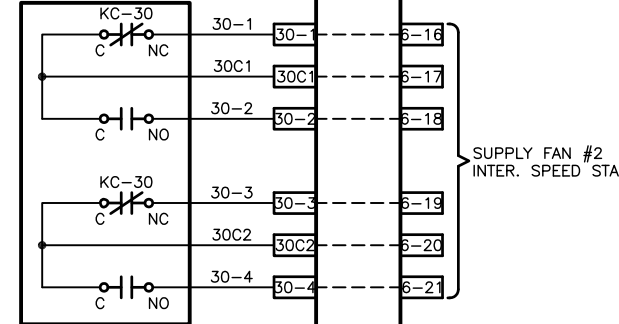 KC-30
30-1
30-1
6-16
C
NC
30C1
30C1
6-17
30-2
30-2
6-18
C
NO
SUPPLY FAN #2
INTER. SPEED STA
KC-30
30-3
30-3
6-19
C
NC
30C2
30C2
6-20
30-4
30-4
6-21
C
NO